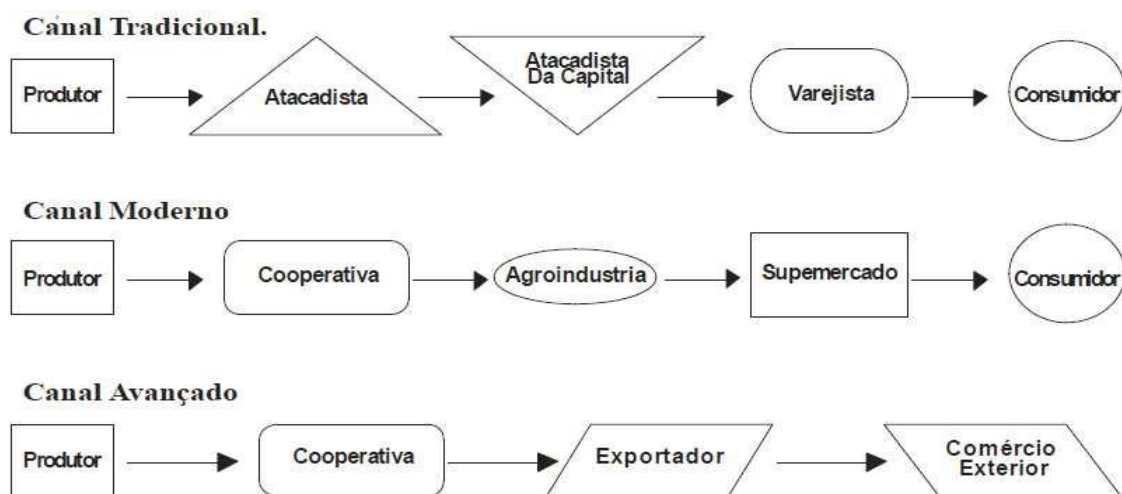 Canal Tradicional.
Produtor
Atacadista
Atacadista
Da Capital
Varejista
Consumidor
Canal Moderno
Produtor
Cooperativa
Agroindustria
Supemercado
Consumidor
Canal Avançado
Produtor
Cooperativa
Exportador
Comércio
Exterior